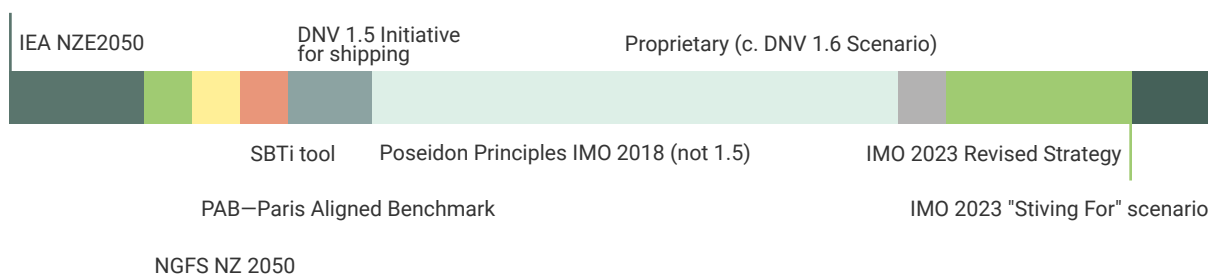 IEA NZE2050
DNV 1.5 Initiative
for shipping
Proprietary (c. DNV 1.6 Scenario)
SBTi tool
Poseidon Principles IMO 2018 (not 1.5)
IMO 2023 Revised Strategy
PAB—Paris Aligned Benchmark
IMO 2023 "Stiving For" scenario
NGFS NZ 2050